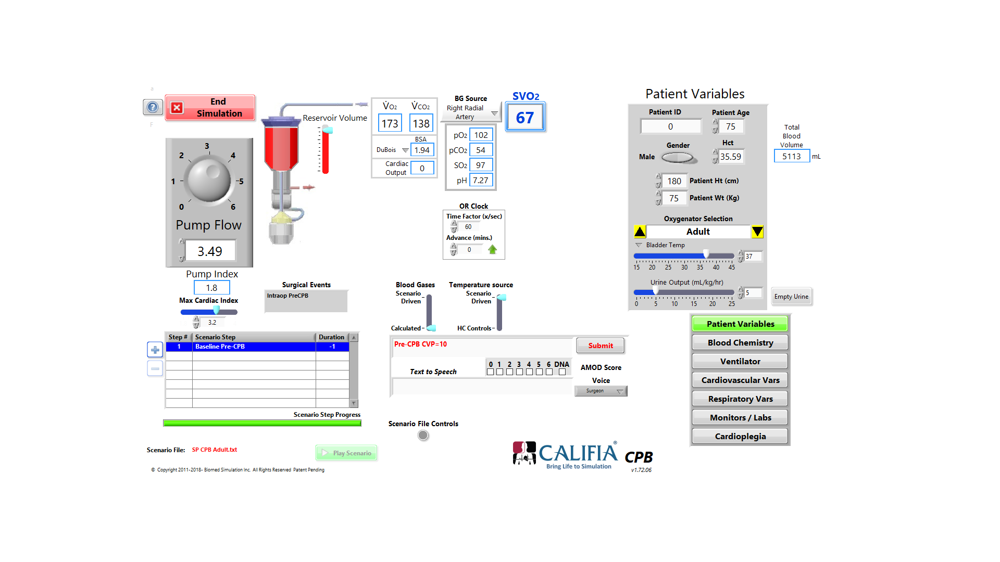 a
F
End
Simulation
3
2
4
1
5
0
6
Pump Flow
3.49
Pump Index
1.8
Max Cardiac Index
3.2
Reservoir Volume
V̇O2
V̇CO2
173
138
BSA
DuBois
1.94
Cardiac
Output
0
BG Source
Right Radial
Artery
pO2
102
pCO2
54
SO2
97
pH
7.27
SVO2
67
OR Clock
Time Factor (x/sec)
60
Advance (mins.)
0
Surgical Events
Intraop PreCPB
Blood Gases
Scenario
Driven
Calculated
Temperature source
Scenario
Driven
HC Controls
Step # Scenario Step Duration
1 Baseline Pre-CPB -1
Scenario Step Progress
Pre-CPB CVP=10
Submit
0 1 2 3 4 5 6 DNA
Text to Speech
AMOD Score
Voice
Surgeon
Scenario File Controls
Scenario File: SP CPB Adult.txt
Play Scenario
© Copyright 2011-2018- Biomed Simulation Inc. All Rights Reserved Patent Pending
CALIFIA®
Bring Life to Simulation
CPB
v1.72.06
Patient Variables
Patient ID
0
Patient Age
75
Gender
Male
Hct
35.59
180 Patient Ht (cm)
75 Patient Wt (Kg)
Oxygenator Selection
Adult
Bladder Temp
37
15 20 25 30 35 40 45
Urine Output (mL/kg/hr)
5
0 5 10 15 20 25
Total
Blood
Volume
5113 mL
Empty Urine
Patient Variables
Blood Chemistry
Ventilator
Cardiovascular Vars
Respiratory Vars
Monitors / Labs
Cardioplegia